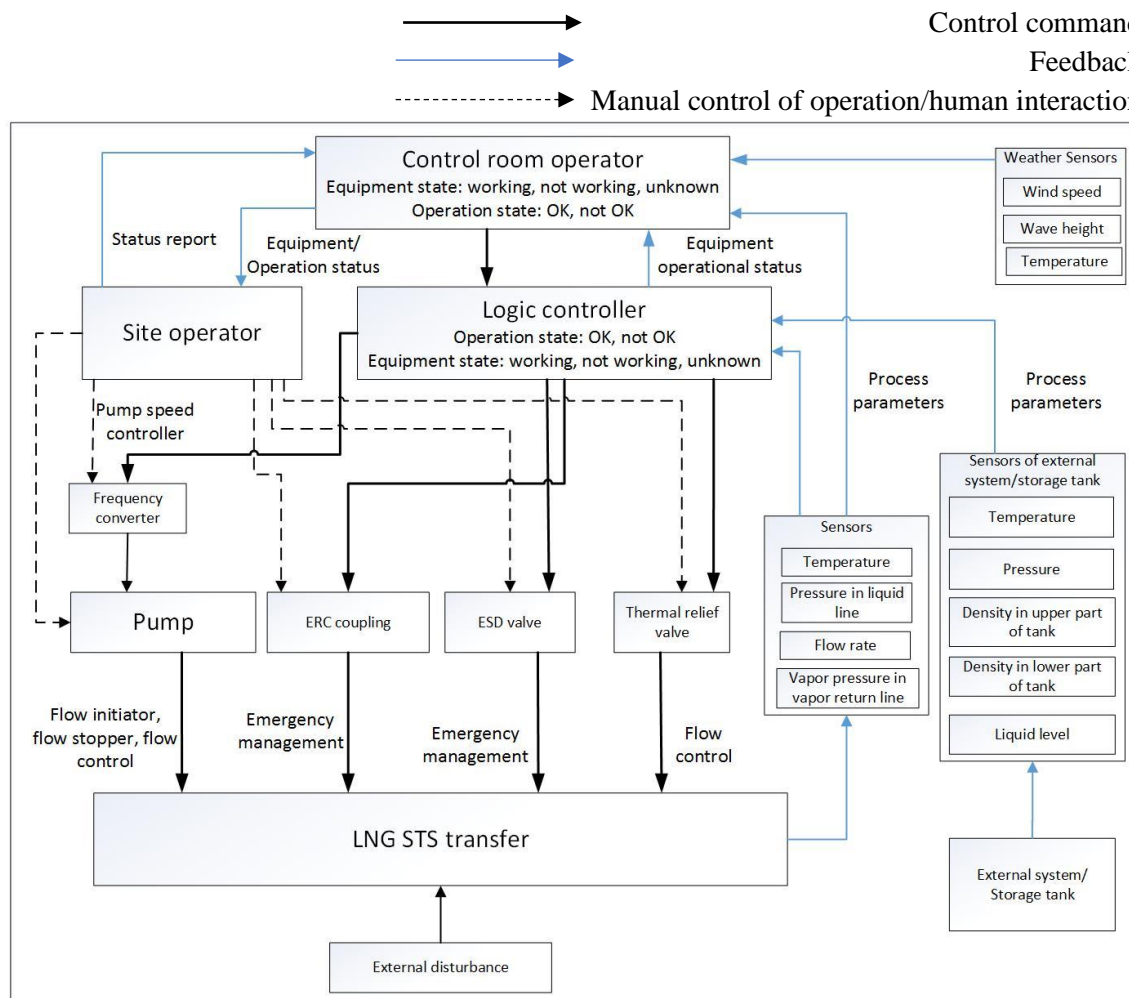 Control command
Feedback
Manual control of operation/human interaction
Control room operator
Equipment state: working, not working, unknown
Operation state: OK, not OK
Weather Sensors
Wind speed
Wave height
Temperature
Status report
Equipment/
Operation status
Equipment
operational status
Site operator
Logic controller
Operation state: OK, not OK
Equipment state: working, not working, unknown
Process
parameters
Process
parameters
Pump speed
controller
Frequency
converter
Sensors of external
system/storage tank
Temperature
Pressure
Density in upper part
of tank
Density in lower part
of tank
Liquid level
Sensors
Temperature
Pressure in liquid
line
Flow rate
Vapor pressure in
vapor return line
Pump
ERC coupling
ESD valve
Thermal relief
valve
Flow initiator,
flow stopper, flow
control
Emergency
management
Emergency
management
Flow
control
LNG STS transfer
External system/
Storage tank
External disturbance